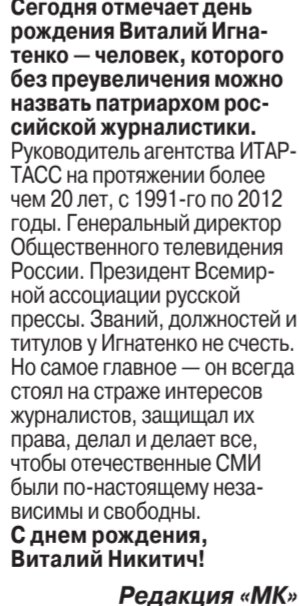 Сегодня отмечает день
рождения Виталий Игна-
тенко — человек, которого
без преувеличения можно
назвать патриархом рос-
сийской журналистики.
Руководитель агентства ИТАР-
ТАСС на протяжении более
чем 20 лет, с 1991-го по 2012
годы. Генеральный директор
Общественного телевидения
России. Президент Всемир-
ной ассоциации русской
прессы. Званий, должностей и
титулов у Игнатенко не счесть.
Но самое главное — он всегда
стоял на страже интересов
журналистов, защищал их
права, делал и делает все,
чтобы отечественные СМИ
были по-настоящему неза-
висимы и свободны.
С днем рождения,
Виталий Никитич!
Редакция «МК»